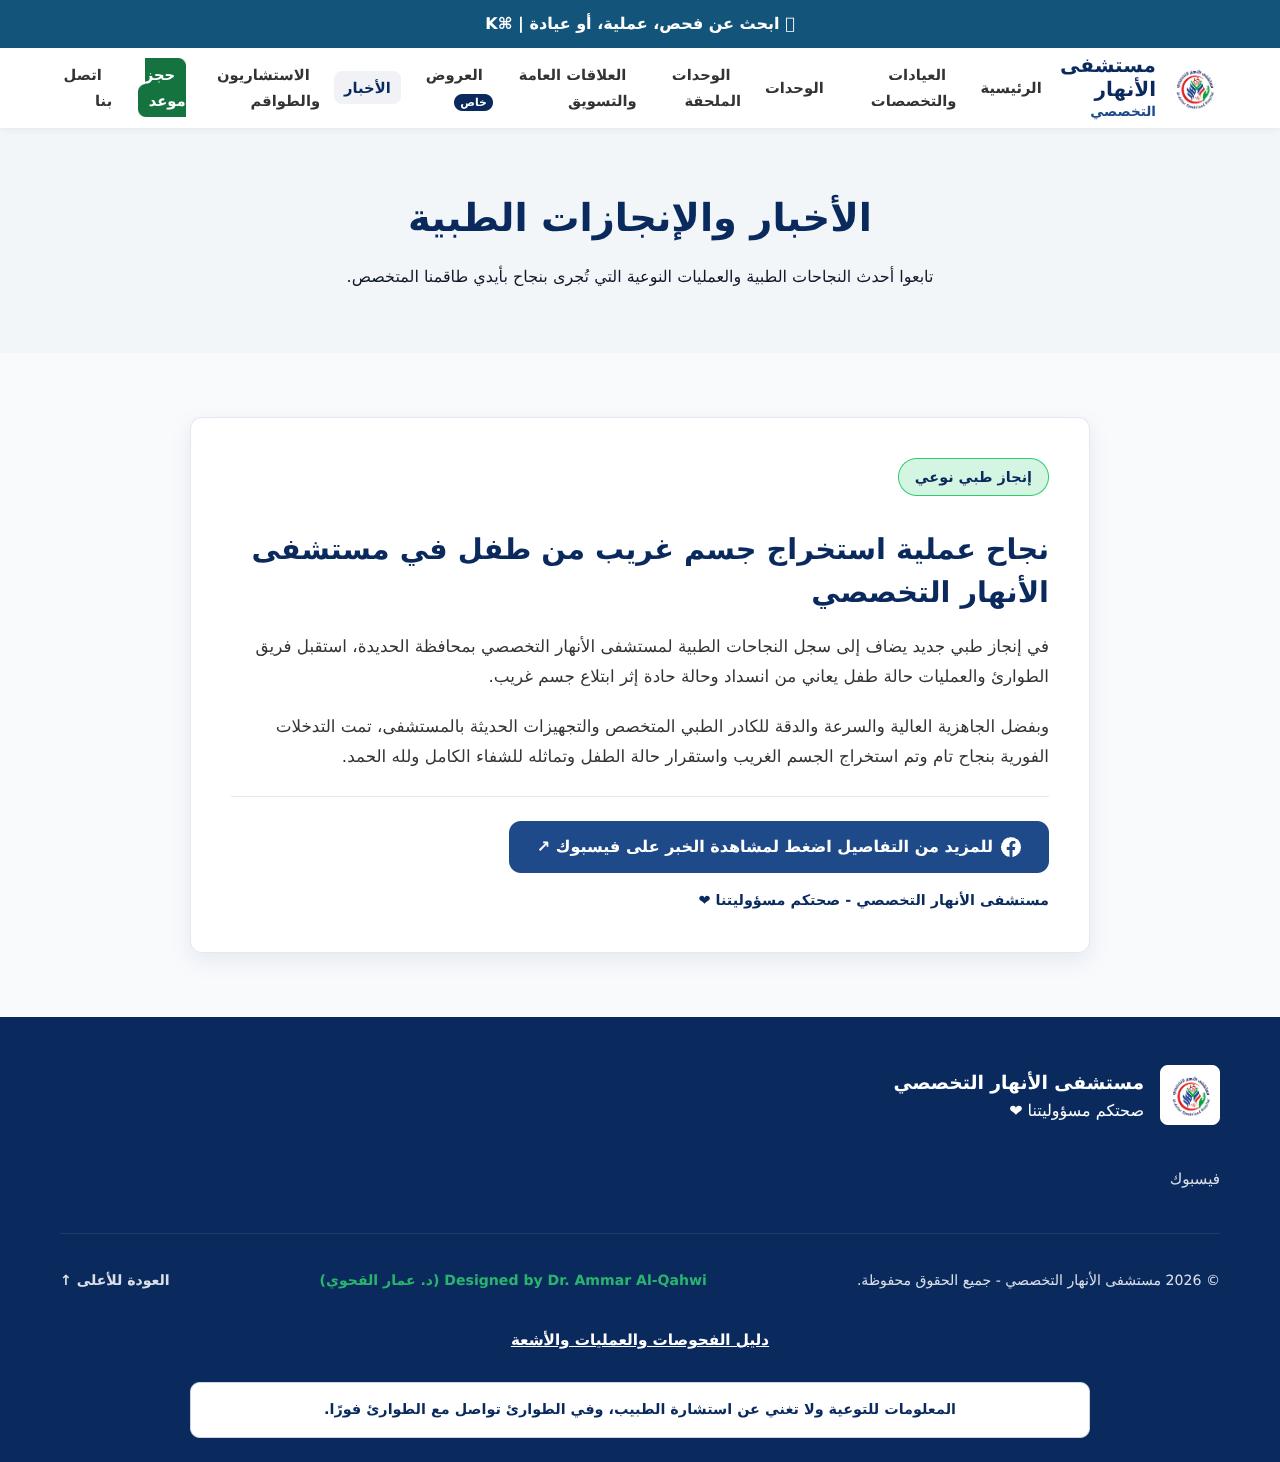 ابحث عن فحص، عملية، أو عيادة | ⌘K
مستشفى
الأنهار
التخصصي
الرئيسية
العيادات
والتخصصات
الوحدات
الوحدات
الملحقة
العلاقات العامة
والتسويق
العروض
خاص
الأخبار
الاستشاريون
والطواقم
حجز
موعد
اتصل
بنا
الأخبار والإنجازات الطبية
تابعوا أحدث النجاحات الطبية والعمليات النوعية التي تُجرى بنجاح بأيدي طاقمنا المتخصص.
إنجاز طبي نوعي
نجاح عملية استخراج جسم غريب من طفل في مستشفى
الأنهار التخصصي
في إنجاز طبي جديد يضاف إلى سجل النجاحات الطبية لمستشفى الأنهار التخصصي بمحافظة الحديدة، استقبل فريق
الطوارئ والعمليات حالة طفل يعاني من انسداد وحالة حادة إثر ابتلاع جسم غريب.
وبفضل الجاهزية العالية والسرعة والدقة للكادر الطبي المتخصص والتجهيزات الحديثة بالمستشفى، تمت التدخلات
الفورية بنجاح تام وتم استخراج الجسم الغريب واستقرار حالة الطفل وتماثله للشفاء الكامل ولله الحمد.
للمزيد من التفاصيل اضغط لمشاهدة الخبر على فيسبوك ↗
مستشفى الأنهار التخصصي - صحتكم مسؤوليتنا ❤
مستشفى الأنهار التخصصي
صحتكم مسؤوليتنا ❤
فيسبوك
© 2026 مستشفى الأنهار التخصصي - جميع الحقوق محفوظة.
Designed by Dr. Ammar Al-Qahwi (د. عمار القحوي)
العودة للأعلى ↑
دليل الفحوصات والعمليات والأشعة
المعلومات للتوعية ولا تغني عن استشارة الطبيب، وفي الطوارئ تواصل مع الطوارئ فورًا.